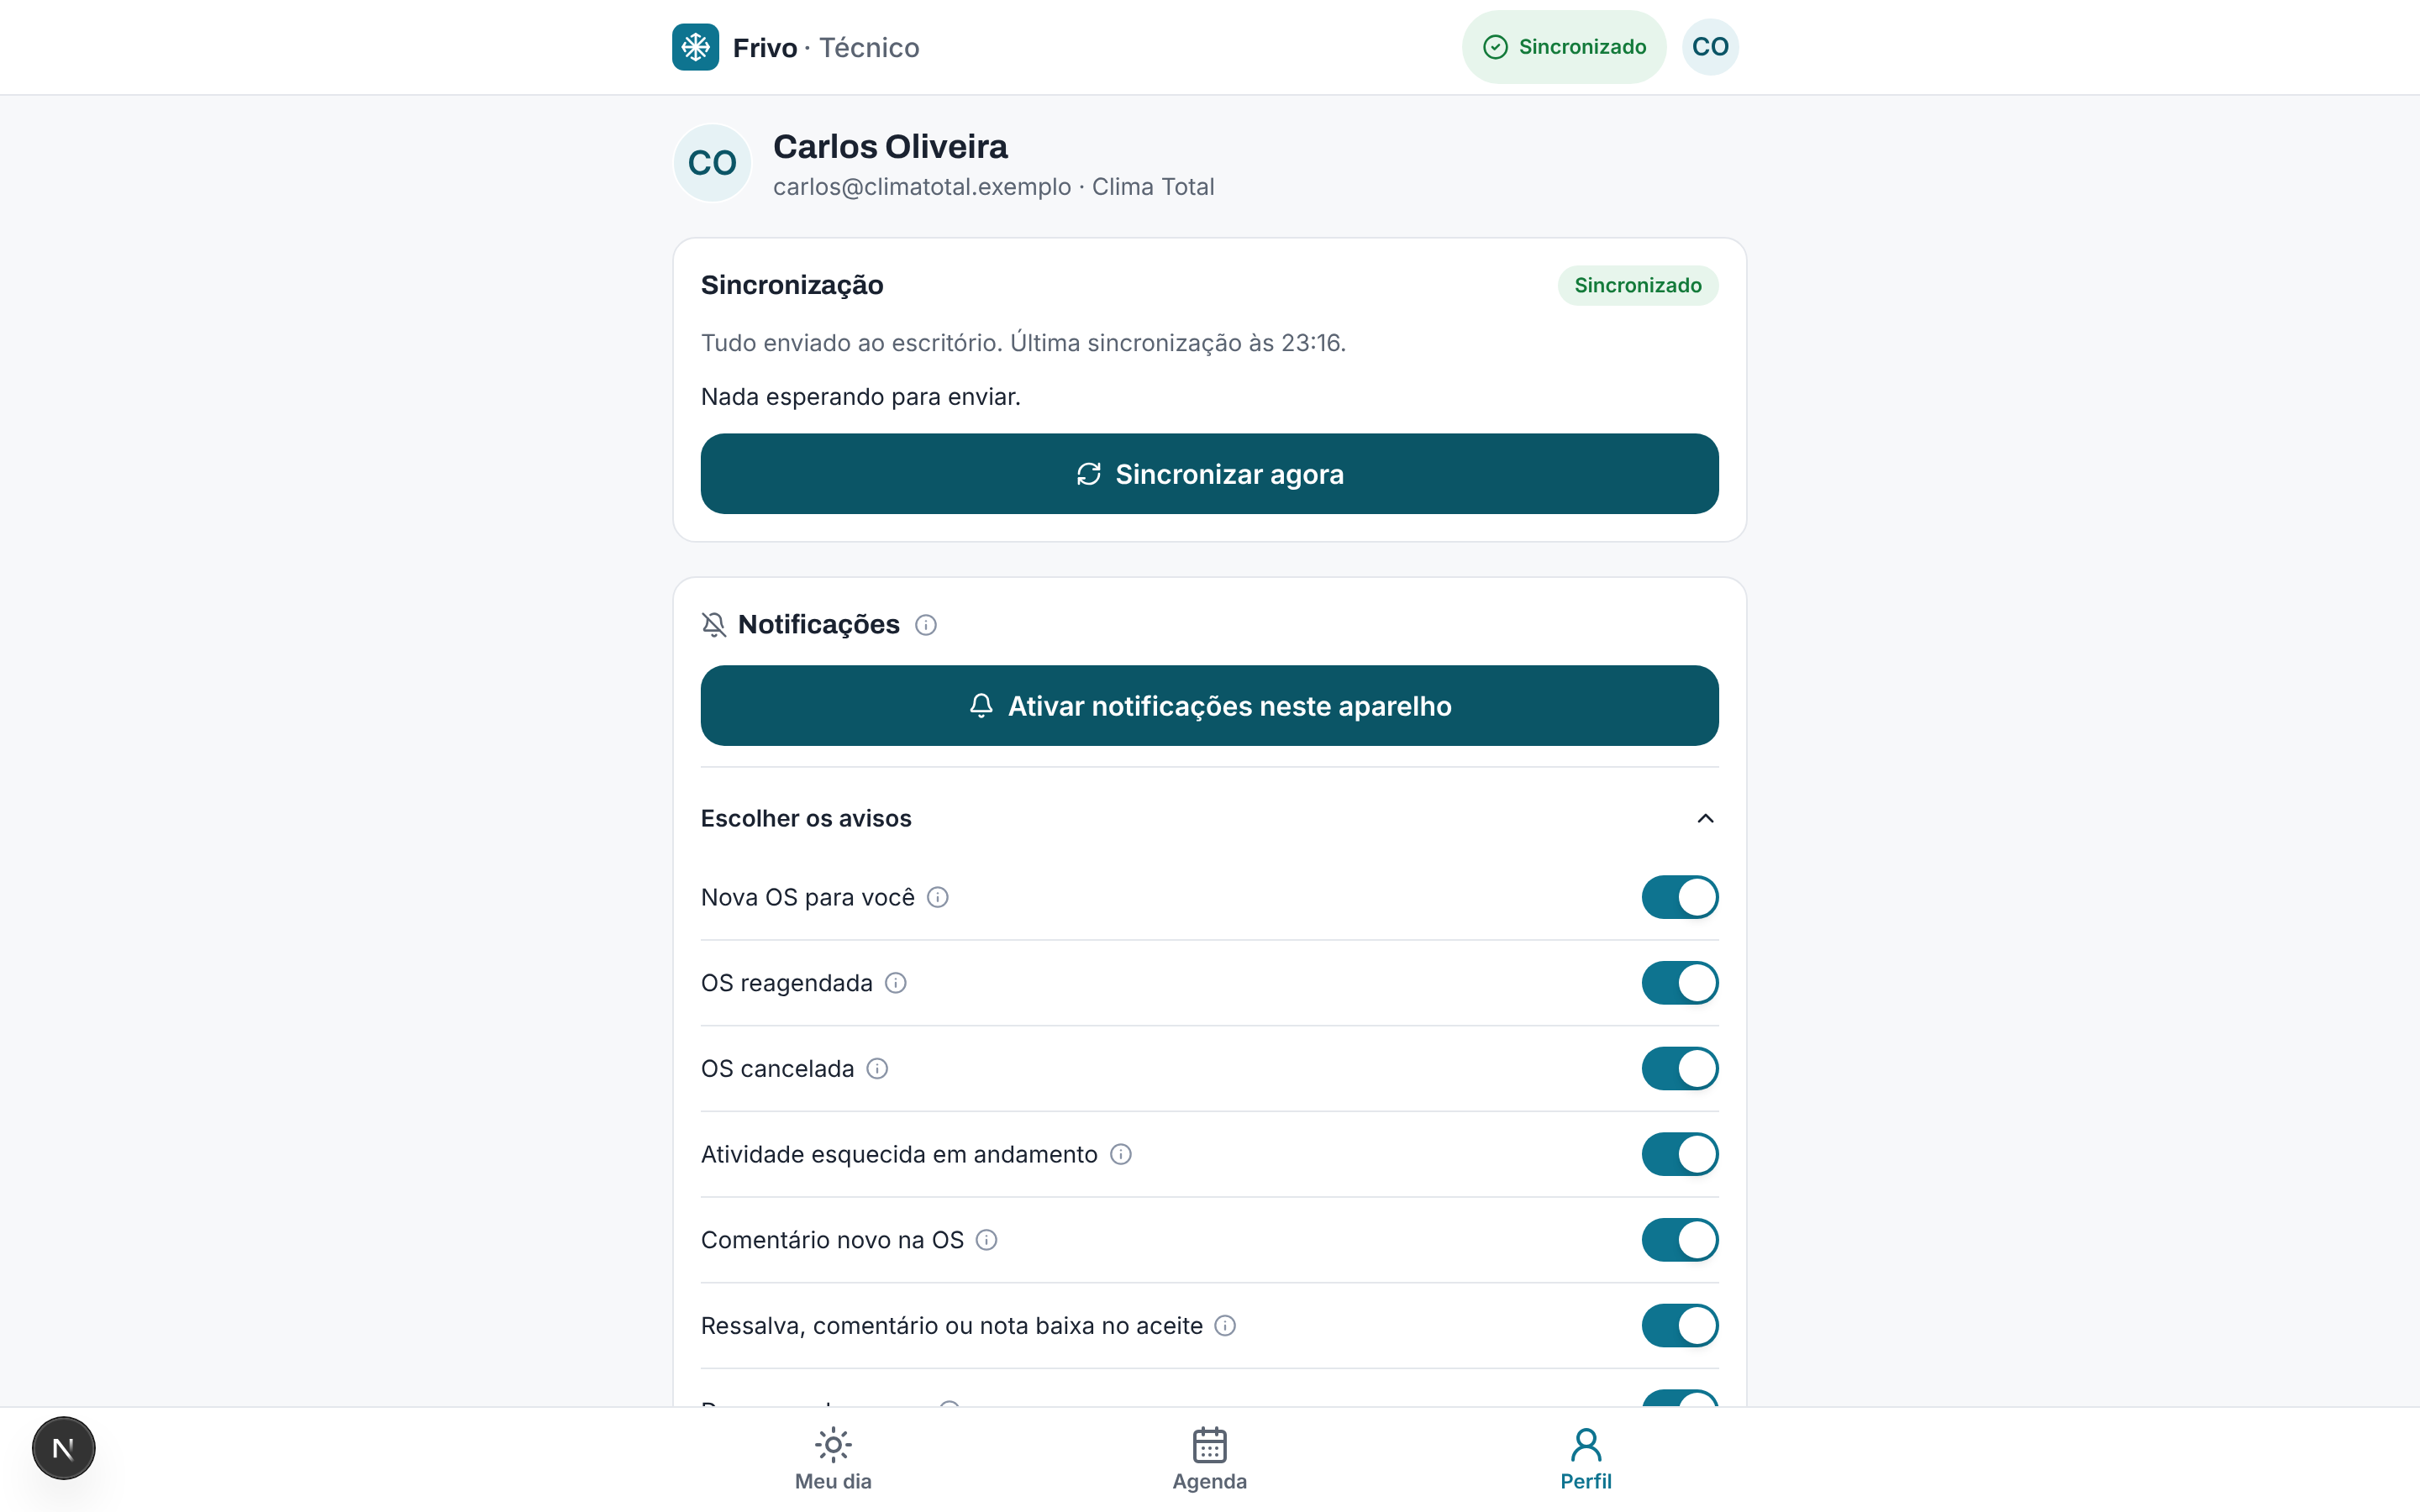 Frivo · Técnico
Sincronizado
CO
CO
Carlos Oliveira
carlos@climatotal.exemplo · Clima Total
Sincronização
Sincronizado
Tudo enviado ao escritório. Última sincronização às 23:16.
Nada esperando para enviar.
Sincronizar agora
Notificações
Ativar notificações neste aparelho
Escolher os avisos
Nova OS para você
OS reagendada
OS cancelada
Atividade esquecida em andamento
Comentário novo na OS
Ressalva, comentário ou nota baixa no aceite
N
Meu dia
Agenda
Perfil